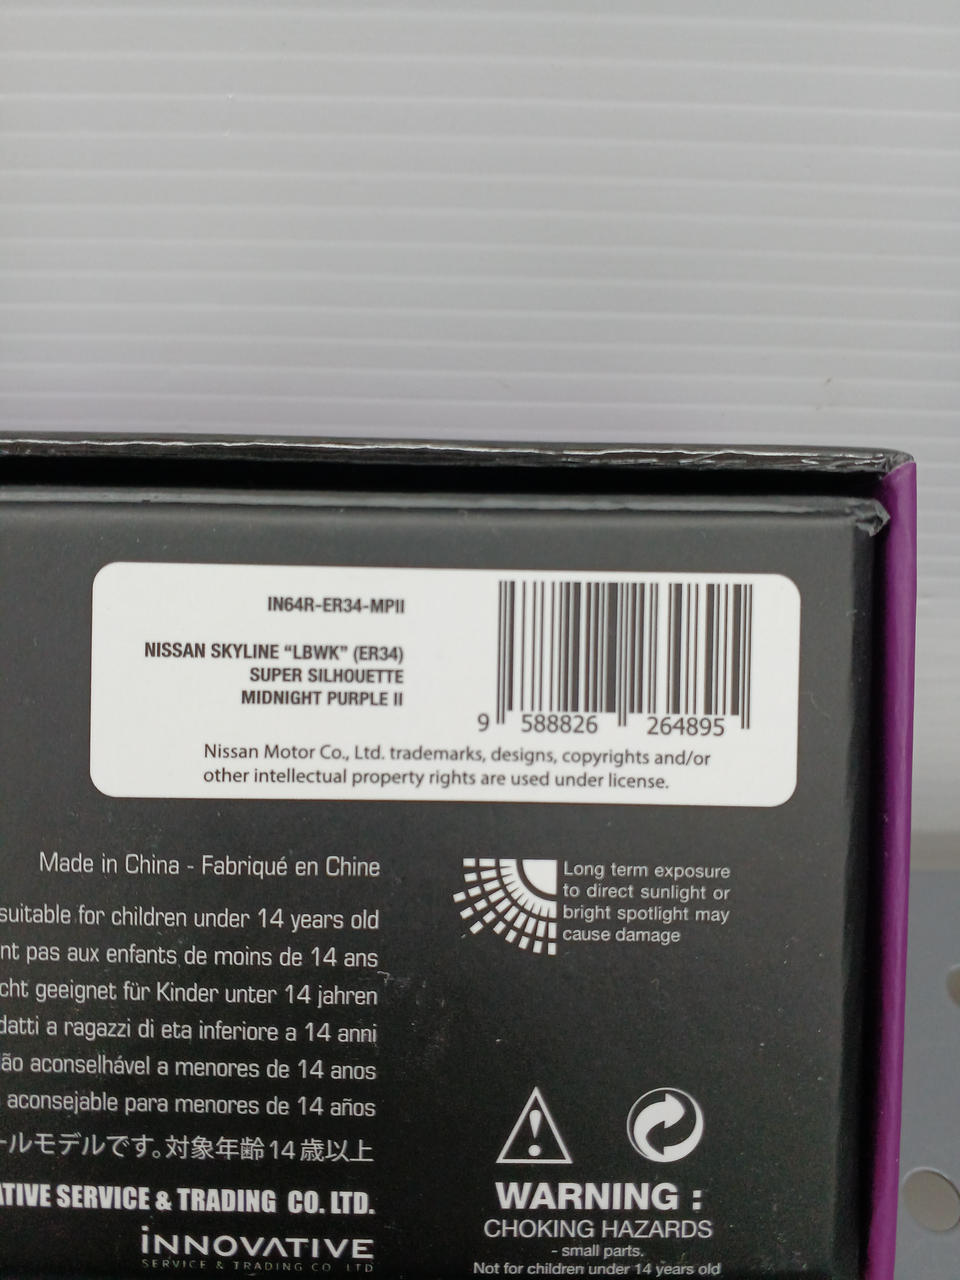 IN64R-ER34-MPII
NISSAN SKYLINE “LBWK” (ER34)
SUPER SILHOUETTE
MIDNIGHT PURPLE II
9 588826 264895
Nissan Motor Co., Ltd. trademarks, designs, copyrights and/or
other intellectual property rights are used under license.
Made in China - Fabriqué en Chine
suitable for children under 14 years old
pas aux enfants de moins de 14 ans
geeignet für Kinder unter 14 jahren
a ragazzi di eta inferiore a 14 anni
aconselhável a menores de 14 anos
aconsejable para menores de 14 años
ルモデルです。対象年齢14歳以上
SERVICE & TRADING CO. LTD.
INNOVATIVE
SERVICE & TRADING CO LTD
Long term exposure
to direct sunlight or
bright spotlight may
cause damage
WARNING :
CHOKING HAZARDS
- small parts.
Not for children under 14 years old